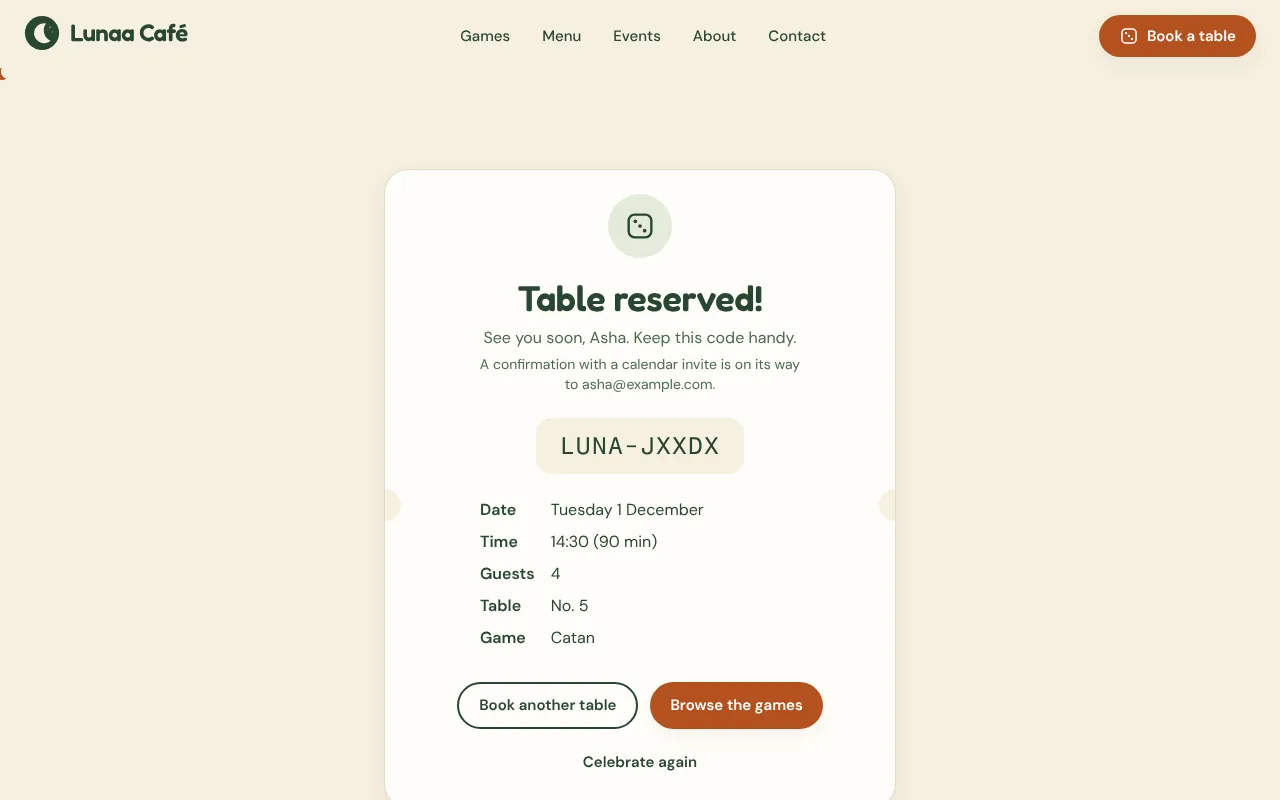 Lunaa Café
Games Menu Events About Contact
Book a table
Table reserved!
See you soon, Asha. Keep this code handy.
A confirmation with a calendar invite is on its way
to asha@example.com.
LUNA-JXXDX
Date Tuesday 1 December
Time 14:30 (90 min)
Guests 4
Table No. 5
Game Catan
Book another table Browse the games
Celebrate again